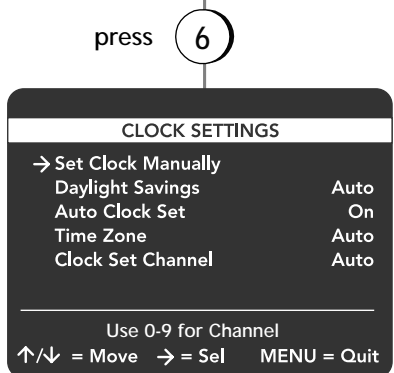 press 6
CLOCK SETTINGS
→ Set Clock Manually
Daylight Savings Auto
Auto Clock Set On
Time Zone Auto
Clock Set Channel Auto
Use 0-9 for Channel
↑/↓ = Move → = Sel MENU = Quit